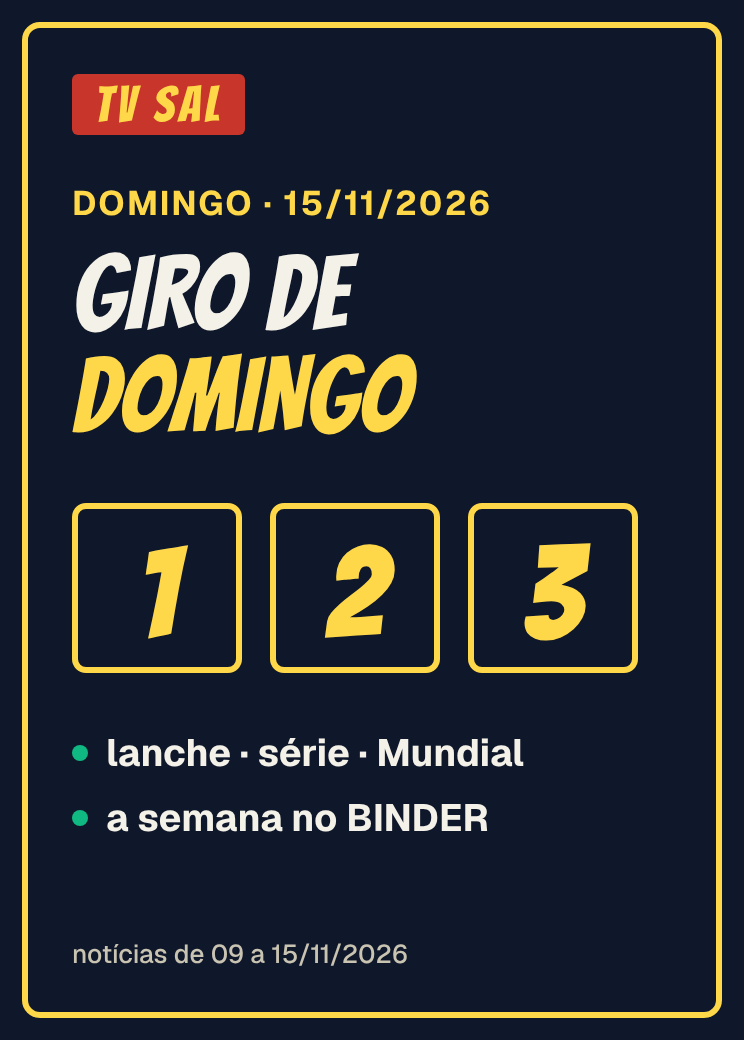 TV SAL
DOMINGO · 15/11/2026
GIRO DE
DOMINGO
1 2 3
lanche · série · Mundial
a semana no BINDER
notícias de 09 a 15/11/2026